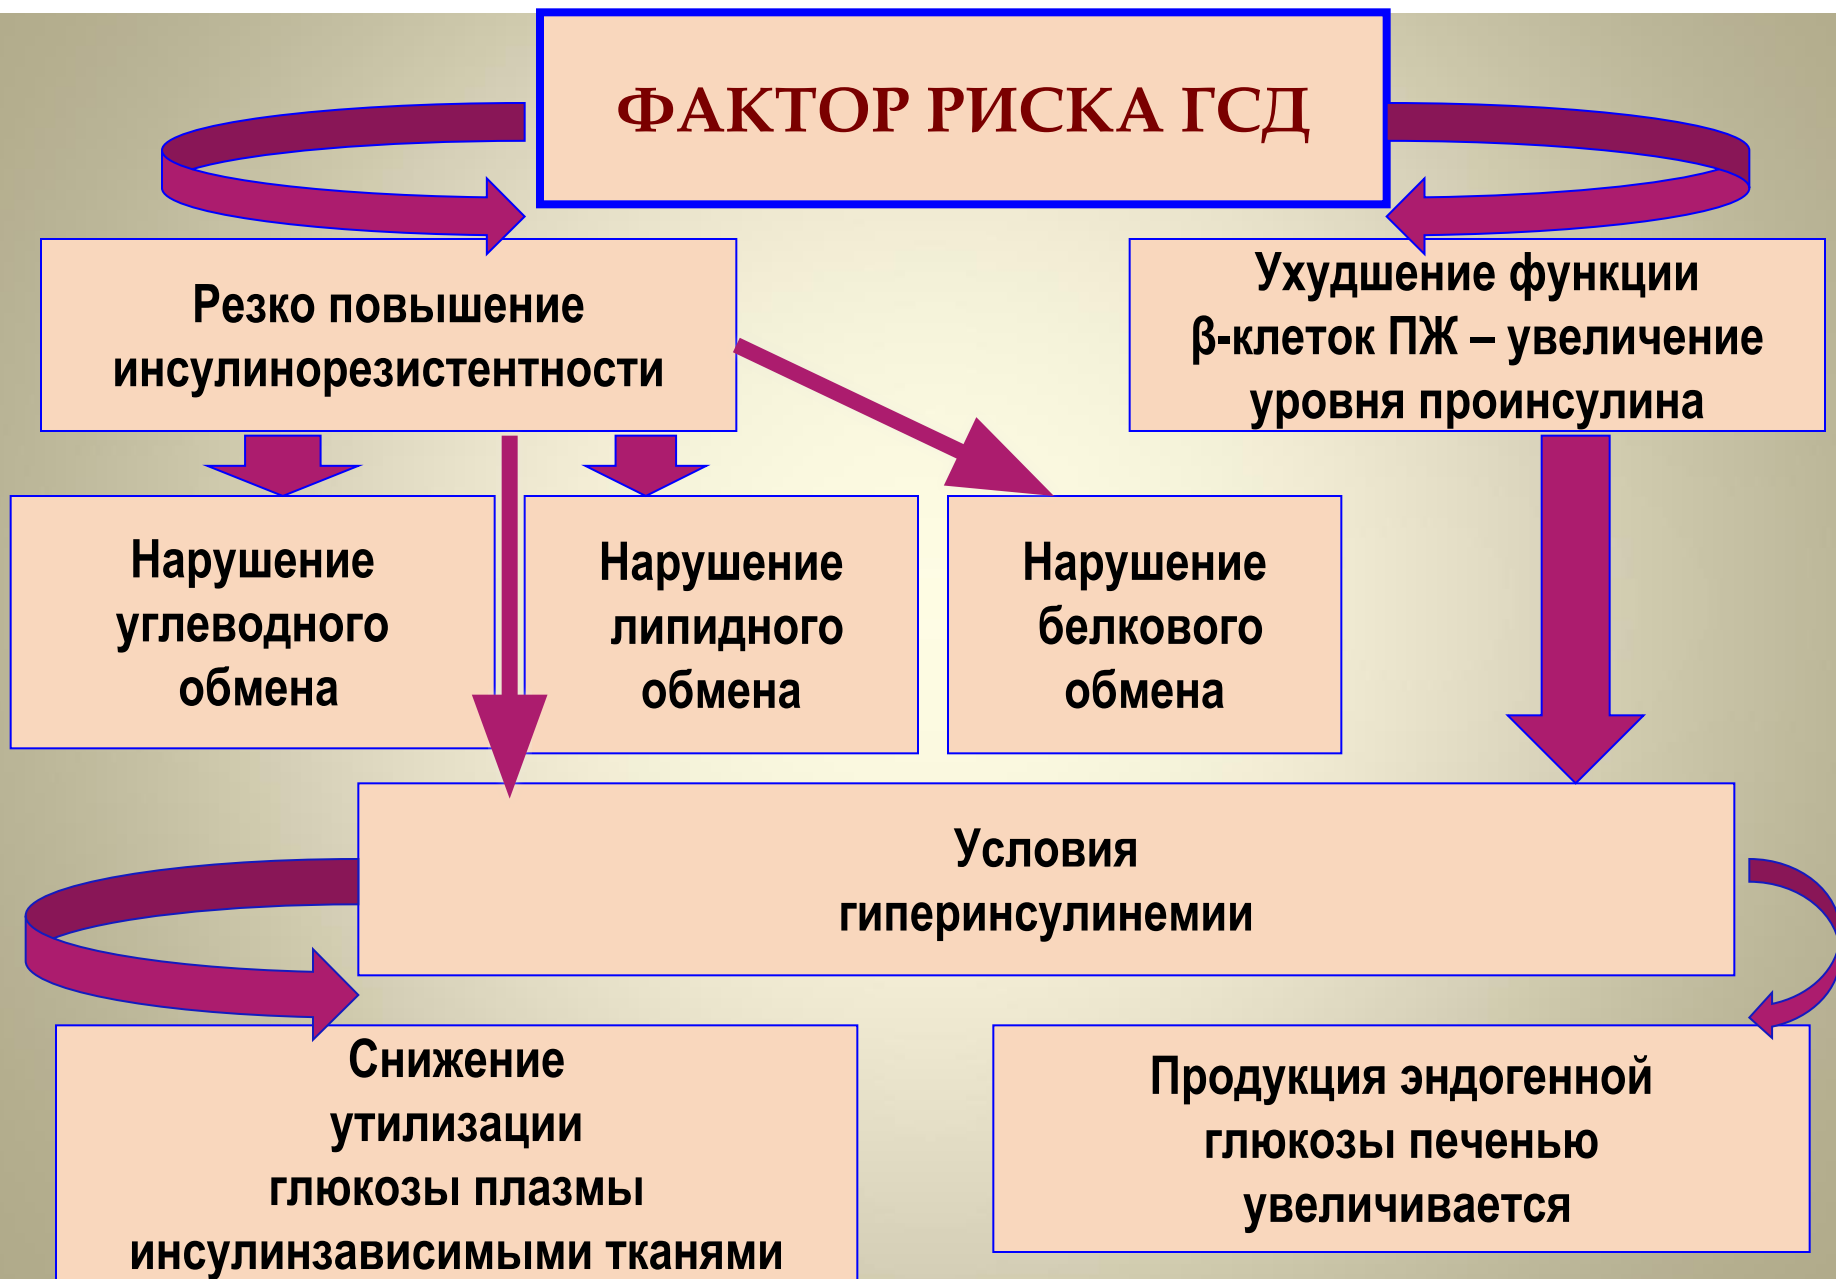 ФАКТОР РИСКА ГСД
Резко повышение
инсулинорезистентности
Ухудшение функции
β-клеток ПЖ – увеличение
уровня проинсулина
Нарушение
углеводного
обмена
Нарушение
липидного
обмена
Нарушение
белкового
обмена
Условия
гиперинсулинемии
Снижение
утилизации
глюкозы плазмы
инсулинзависимыми тканями
Продукция эндогенной
глюкозы печенью
увеличивается